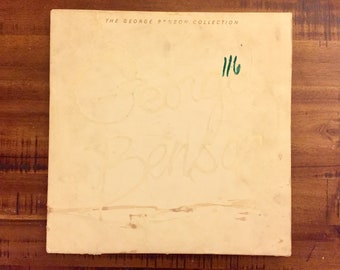 THE GEORGE BENSON COLLECTION
116
George
Benson